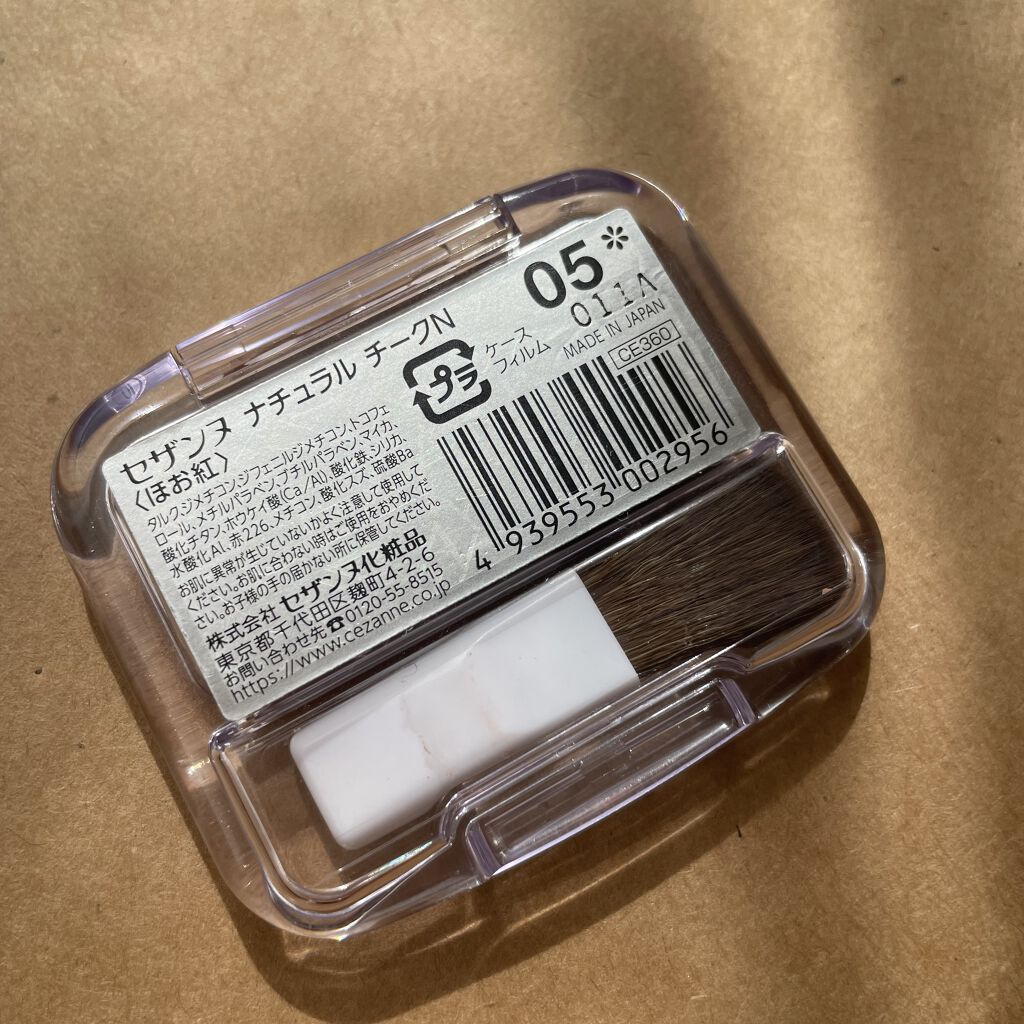 セザンヌ ナチュラル チークN
〈ほお紅〉
05*
011A
プラ
ケース
フィルム
MADE IN JAPAN
CE360
タルク,ジメチコン,ジフェニルジメチコン,トコフェ
ロール,メチルパラベン,ブチルパラベン,マイカ,
酸化チタン,ホウケイ酸(Ca/Al),酸化鉄,シリカ,
水酸化Al,赤226,メチコン,酸化スズ,硫酸Ba
お肌に異常が生じていないかよく注意して使用して
ください。お肌に合わない時はご使用をおやめくだ
さい。お子様の手の届かない所に保管してください。
株式会社 セザンヌ化粧品
東京都千代田区麹町4-2-6
お問い合わせ先☎0120-55-8515
https://www.cezanne.co.jp
4 939553 002956